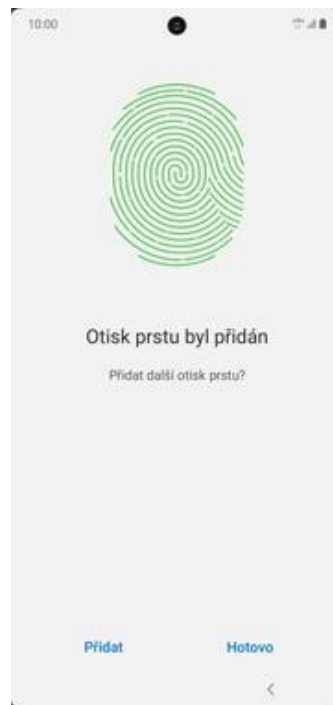 10:00
Otisk prstu byl přidán
Přidat další otisk prstu?
Přidat
Hotovo